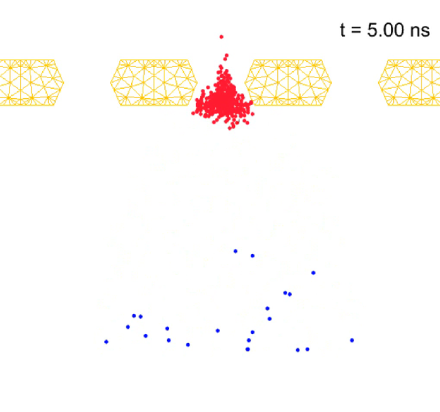 t = 5.00 ns